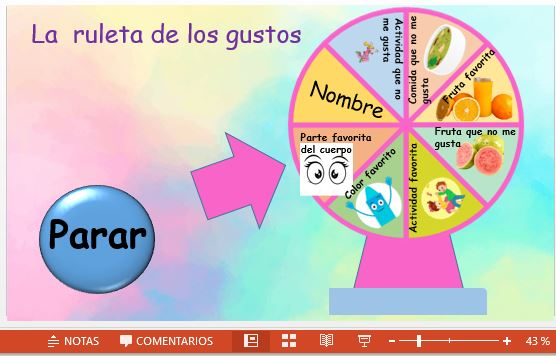 La ruleta de los gustos
Actividad que no
me gusta
Comida que no me
gusta
Fruta favorita
Nombre
Fruta que no me
gusta
Parte favorita
del cuerpo
Color favorito
Actividad favorita
Parar
NOTAS
COMENTARIOS
43 %